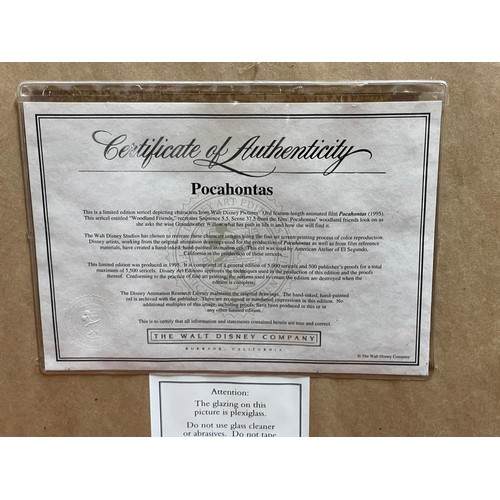 Certificate of Authenticity
Pocahontas
This is a limited edition sericel depicting characters from Walt Disney Pictures' 33rd feature-length animated film Pocahontas (1995).
This sericel entitled "Woodland Friends," recreates Sequence 5.5, Scene 37.5 from the film. Pocahontas' woodland friends look on as
she asks the wise Grandmother Willow what her path in life is and how she will find it.
The Walt Disney Studios has chosen to recreate these character images using the fine art screen printing process of color reproduction.
Disney artists, working from the original animation drawings used for the production of Pocahontas as well as from film reference
materials, have created a hand-inked hand-painted animation cel. This cel was used by American Atelier of El Segundo,
California in the production of these sericels.
This limited edition was produced in 1995. It is comprised of a general edition of 5,000 sericels and 500 publisher's proofs for a total
maximum of 5,500 sericels. Disney Art Editions approves the techniques used in the production of this edition and the proofs
thereof. Materials used in the preparation of fine art prints and the creation of the edition are destroyed when the
edition is complete.
The Disney Animation Research Library maintains the original drawings. The hand-inked, hand-painted
cel is archived with the publisher. There are no signed or numbered impressions in this edition. No
additional multiples of this image, including proofs, have been produced in this or in
any other limited edition.
This is to certify that all information and statements contained herein are true and correct.
THE WALT DISNEY COMPANY
BURBANK, CALIFORNIA
© The Walt Disney Company
Attention:
The glazing on this
picture is plexiglass.
Do not use glass cleaner
or abrasives. Do not tape